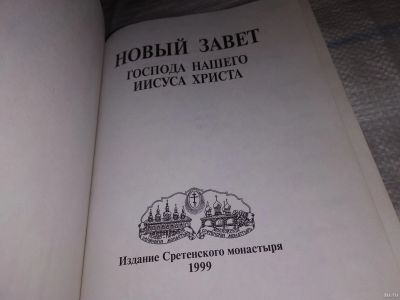 НОВЫЙ ЗАВЕТ
ГОСПОДА НАШЕГО
ИИСУСА ХРИСТА
Издание Сретенского монастыря
1999